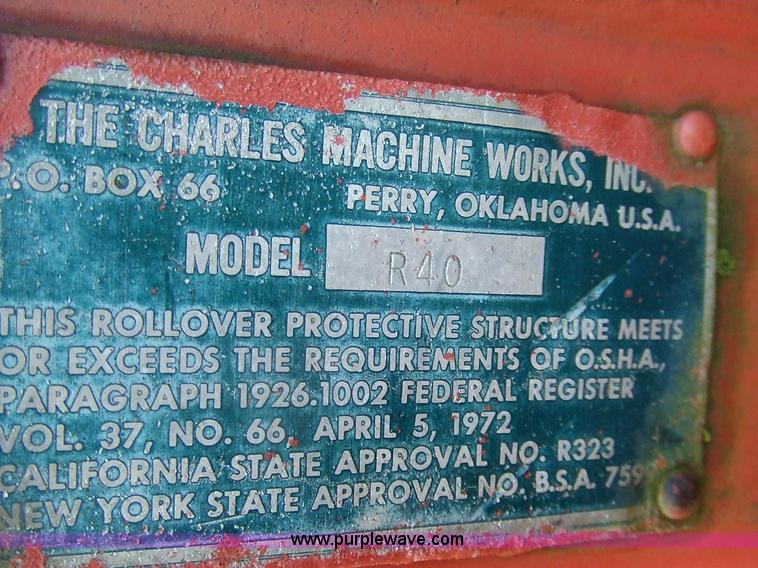 THE CHARLES MACHINE WORKS, INC.
P.O. BOX 66 PERRY, OKLAHOMA U.S.A.
MODEL R40
THIS ROLLOVER PROTECTIVE STRUCTURE MEETS
OR EXCEEDS THE REQUIREMENTS OF O.S.H.A.,
PARAGRAPH 1926.1002 FEDERAL REGISTER
VOL. 37, NO. 66, APRIL 5, 1972
CALIFORNIA STATE APPROVAL NO. R323
NEW YORK STATE APPROVAL NO. B.S.A.
www.purplewave.com